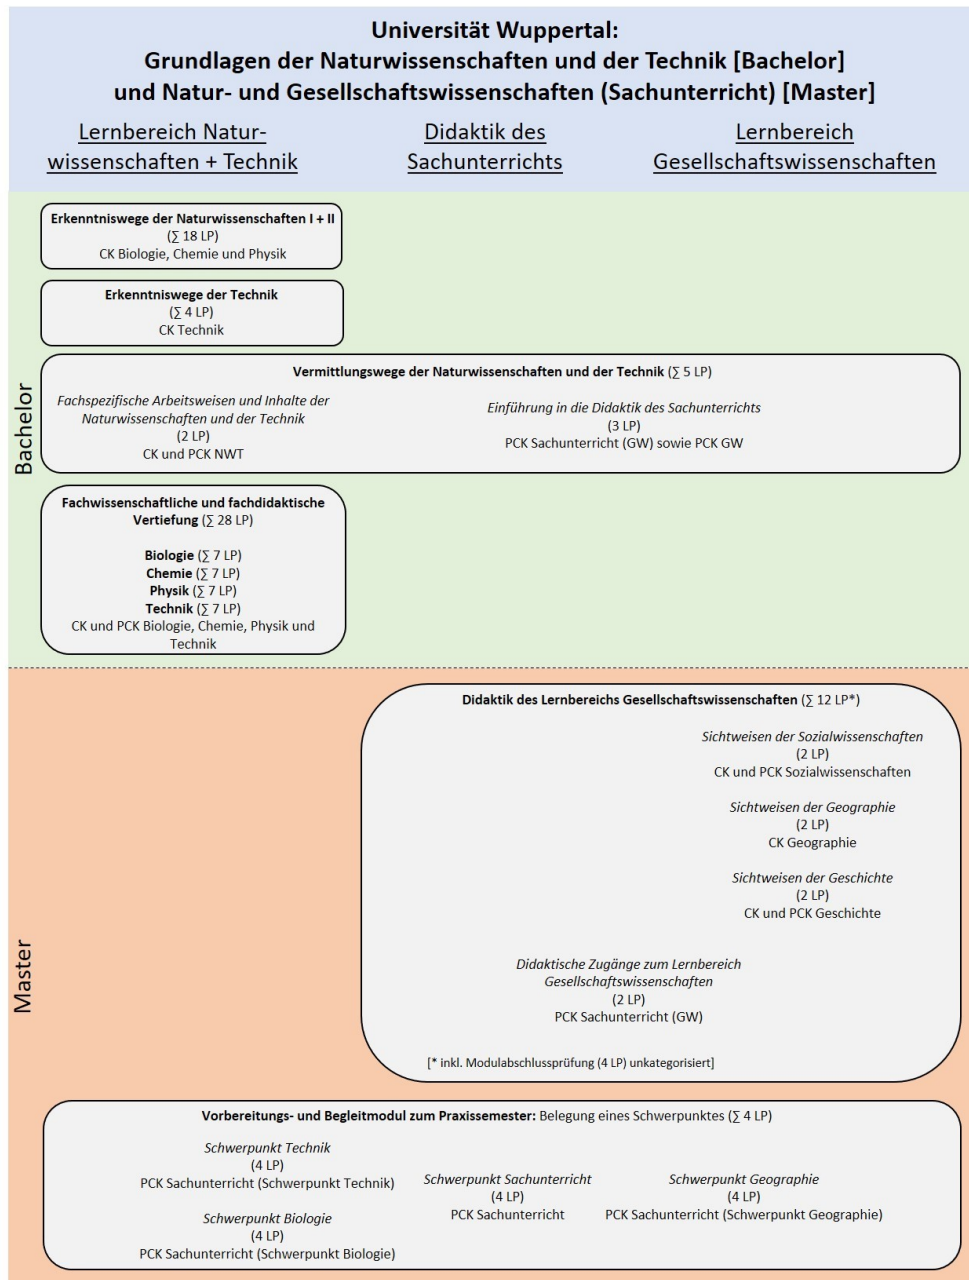 Universität Wuppertal:
Grundlagen der Naturwissenschaften und der Technik [Bachelor]
und Natur- und Gesellschaftswissenschaften (Sachunterricht) [Master]
Lernbereich Natur-
wissenschaften + Technik
Didaktik des
Sachunterrichts
Lernbereich
Gesellschaftswissenschaften
Bachelor
Erkenntniswege der Naturwissenschaften I + II
(∑ 18 LP)
CK Biologie, Chemie und Physik
Erkenntniswege der Technik
(∑ 4 LP)
CK Technik
Vermittlungswege der Naturwissenschaften und der Technik (∑ 5 LP)
Fachspezifische Arbeitsweisen und Inhalte der
Naturwissenschaften und der Technik
(2 LP)
CK und PCK NWT
Einführung in die Didaktik des Sachunterrichts
(3 LP)
PCK Sachunterricht (GW) sowie PCK GW
Fachwissenschaftliche und fachdidaktische
Vertiefung (∑ 28 LP)
Biologie (∑ 7 LP)
Chemie (∑ 7 LP)
Physik (∑ 7 LP)
Technik (∑ 7 LP)
CK und PCK Biologie, Chemie, Physik und
Technik
Master
Didaktik des Lernbereichs Gesellschaftswissenschaften (∑ 12 LP*)
Sichtweisen der Sozialwissenschaften
(2 LP)
CK und PCK Sozialwissenschaften
Sichtweisen der Geographie
(2 LP)
CK Geographie
Sichtweisen der Geschichte
(2 LP)
CK und PCK Geschichte
Didaktische Zugänge zum Lernbereich
Gesellschaftswissenschaften
(2 LP)
PCK Sachunterricht (GW)
[* inkl. Modulabschlussprüfung (4 LP) unkategorisiert]
Vorbereitungs- und Begleitmodul zum Praxissemester: Belegung eines Schwerpunktes (∑ 4 LP)
Schwerpunkt Technik
(4 LP)
PCK Sachunterricht (Schwerpunkt Technik)
Schwerpunkt Biologie
(4 LP)
PCK Sachunterricht (Schwerpunkt Biologie)
Schwerpunkt Sachunterricht
(4 LP)
PCK Sachunterricht
Schwerpunkt Geographie
(4 LP)
PCK Sachunterricht (Schwerpunkt Geographie)